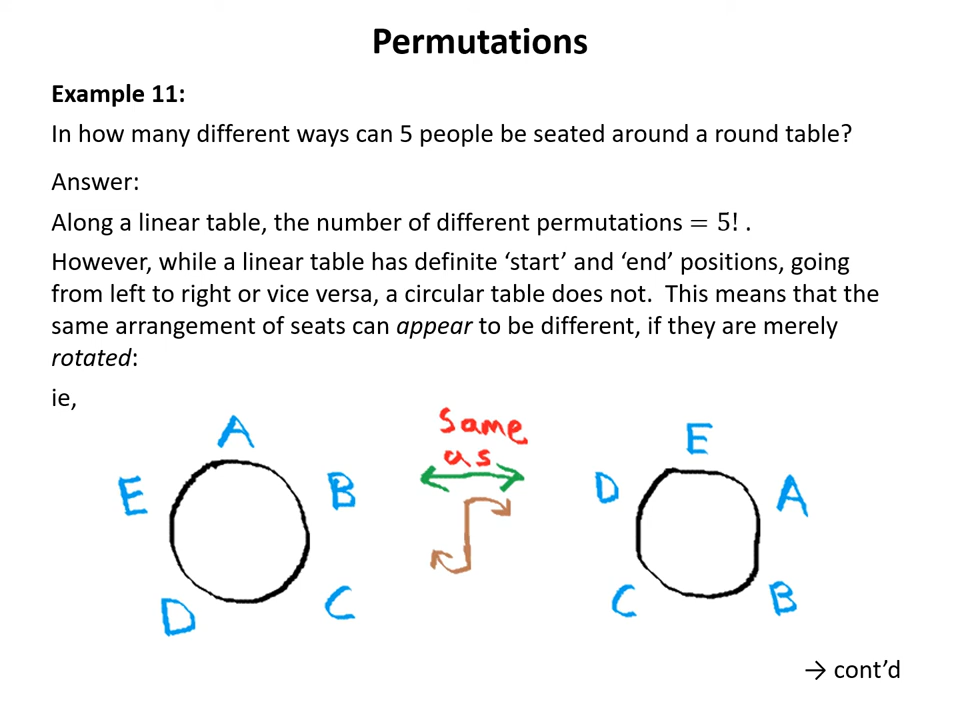 Permutations
Example 11:
In how many different ways can 5 people be seated around a round table?
Answer:
Along a linear table, the number of different permutations = 5! .
However, while a linear table has definite ‘start’ and ‘end’ positions, going
from left to right or vice versa, a circular table does not.  This means that the
same arrangement of seats can appear to be different, if they are merely
rotated:
ie,
A
E
B
D
C
Same
as
E
D
A
C
B
→ cont’d